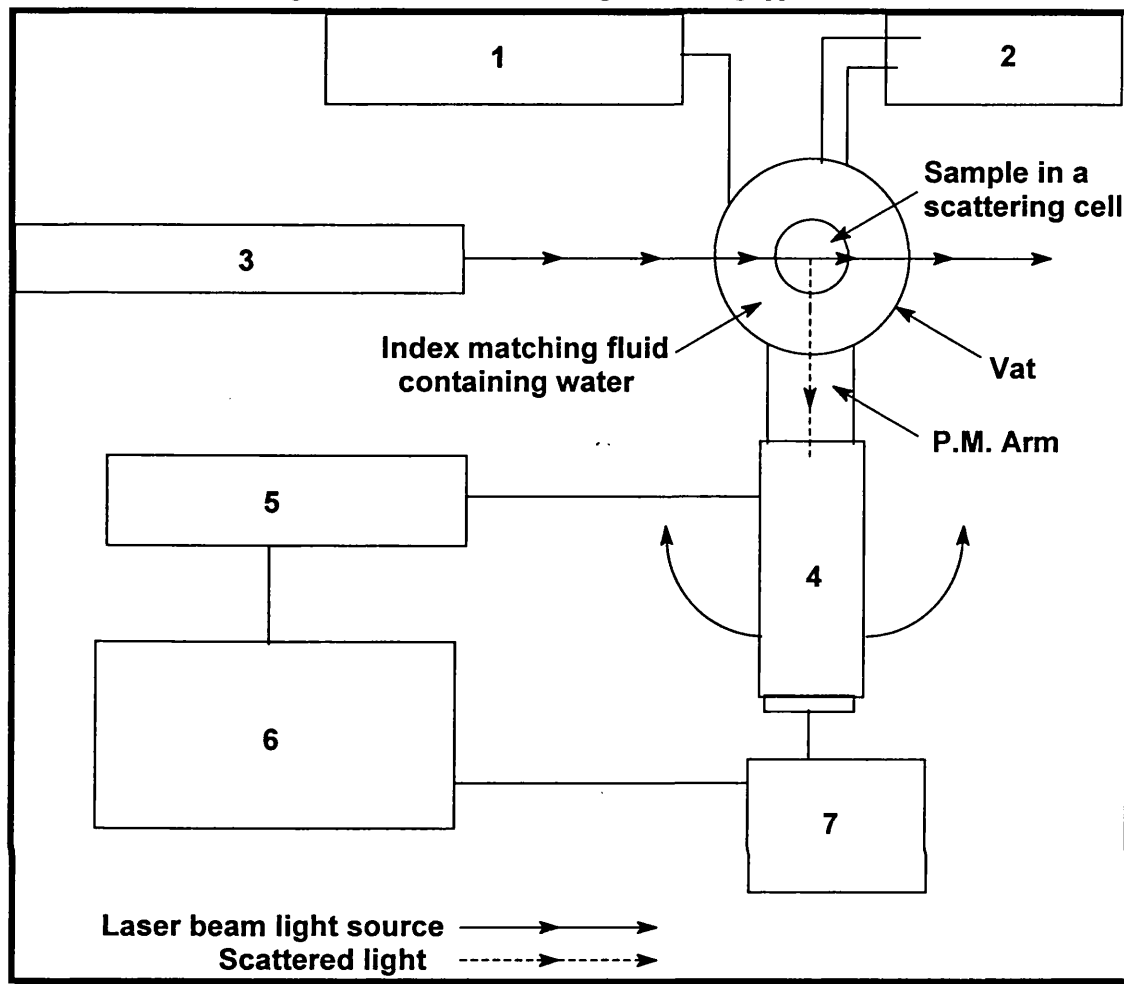 1
2
Sample in a
scattering cell
3
Index matching fluid
containing water
Vat
P.M. Arm
5
4
6
7
Laser beam light source
Scattered light